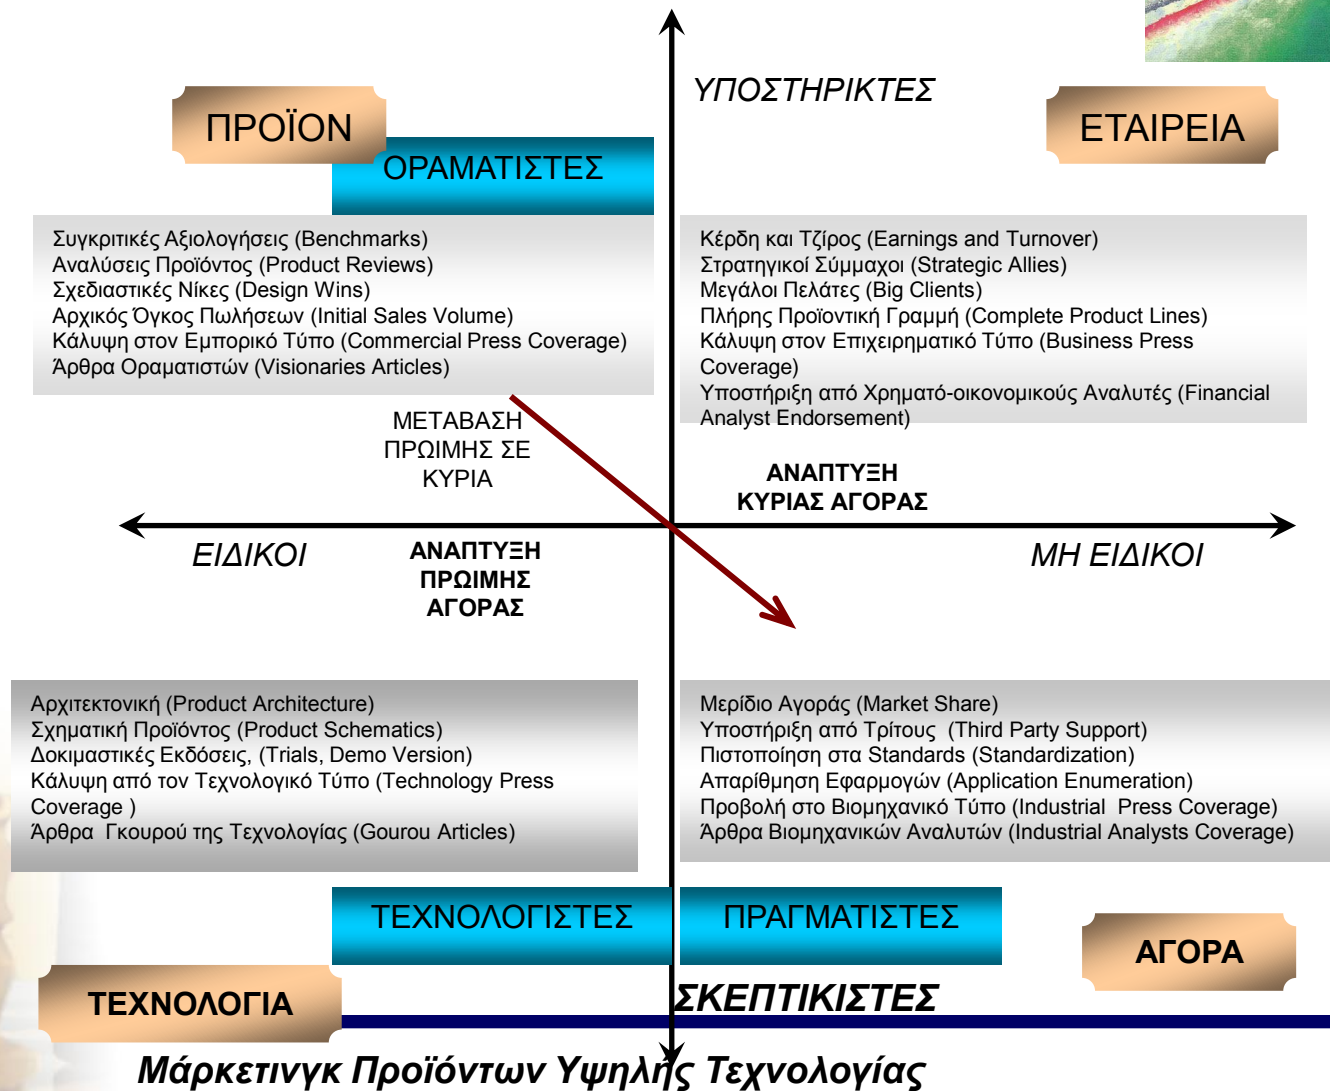 ΥΠΟΣΤΗΡΙΚΤΕΣ
ΠΡΟΪΟΝ
ΕΤΑΙΡΕΙΑ
ΟΡΑΜΑΤΙΣΤΕΣ
Συγκριτικές Αξιολογήσεις (Benchmarks)
Αναλύσεις Προϊόντος (Product Reviews)
Σχεδιαστικές Νίκες (Design Wins)
Αρχικός Όγκος Πωλήσεων (Initial Sales Volume)
Κάλυψη στον Εμπορικό Τύπο (Commercial Press Coverage)
Άρθρα Οραματιστών (Visionaries Articles)
Κέρδη και Τζίρος (Earnings and Turnover)
Στρατηγικοί Σύμμαχοι (Strategic Allies)
Μεγάλοι Πελάτες (Big Clients)
Πλήρης Προϊοντική Γραμμή (Complete Product Lines)
Κάλυψη στον Επιχειρηματικό Τύπο (Business Press
Coverage)
Υποστήριξη από Χρηματό-οικονομικούς Αναλυτές (Financial
Analyst Endorsement)
ΜΕΤΑΒΑΣΗ
ΠΡΩΙΜΗΣ ΣΕ
ΚΥΡΙΑ
ΑΝΑΠΤΥΞΗ
ΚΥΡΙΑΣ ΑΓΟΡΑΣ
ΕΙΔΙΚΟΙ
ΑΝΑΠΤΥΞΗ
ΠΡΩΙΜΗΣ
ΑΓΟΡΑΣ
ΜΗ ΕΙΔΙΚΟΙ
Αρχιτεκτονική (Product Architecture)
Σχηματική Προϊόντος (Product Schematics)
Δοκιμαστικές Εκδόσεις, (Trials, Demo Version)
Κάλυψη από τον Τεχνολογικό Τύπο (Technology Press
Coverage )
Άρθρα Γκουρού της Τεχνολογίας (Gourou Articles)
Μερίδιο Αγοράς (Market Share)
Υποστήριξη από Τρίτους (Third Party Support)
Πιστοποίηση στα Standards (Standardization)
Απαρίθμηση Εφαρμογών (Application Enumeration)
Προβολή στο Βιομηχανικό Τύπο (Industrial Press Coverage)
Άρθρα Βιομηχανικών Αναλυτών (Industrial Analysts Coverage)
ΤΕΧΝΟΛΟΓΙΣΤΕΣ
ΠΡΑΓΜΑΤΙΣΤΕΣ
ΑΓΟΡΑ
ΤΕΧΝΟΛΟΓΙΑ
ΣΚΕΠΤΙΚΙΣΤΕΣ
Μάρκετινγκ Προϊόντων Υψηλής Τεχνολογίας